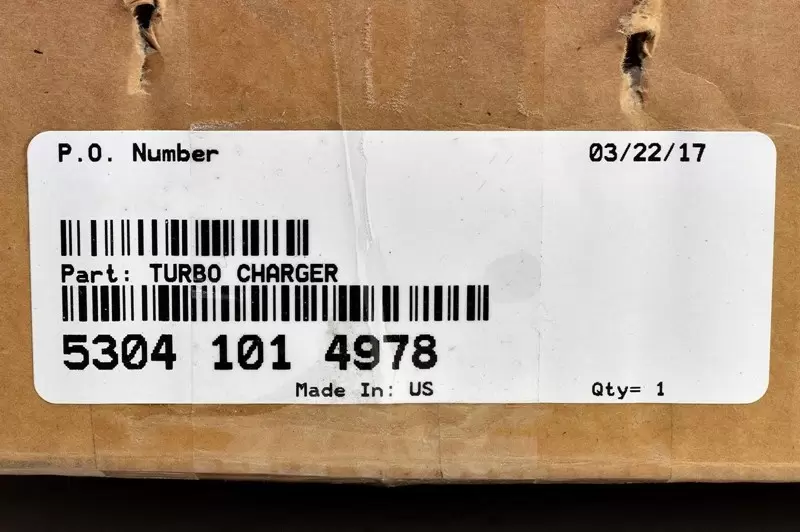 P.O. Number 03/22/17
Part: TURBO CHARGER
5304 101 4978
Made In: US Qty= 1